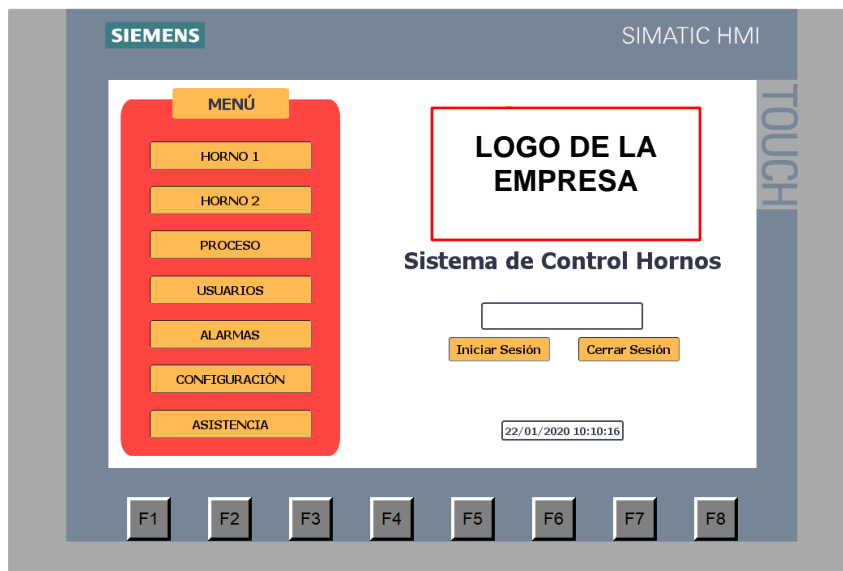 SIEMENS
SIMATIC HMI
TOUCH
MENÚ
HORNO 1
HORNO 2
PROCESO
USUARIOS
ALARMAS
CONFIGURACIÓN
ASISTENCIA
LOGO DE LA
EMPRESA
Sistema de Control Hornos
Iniciar Sesión
Cerrar Sesión
22/01/2020 10:10:16
F1 F2 F3 F4 F5 F6 F7 F8